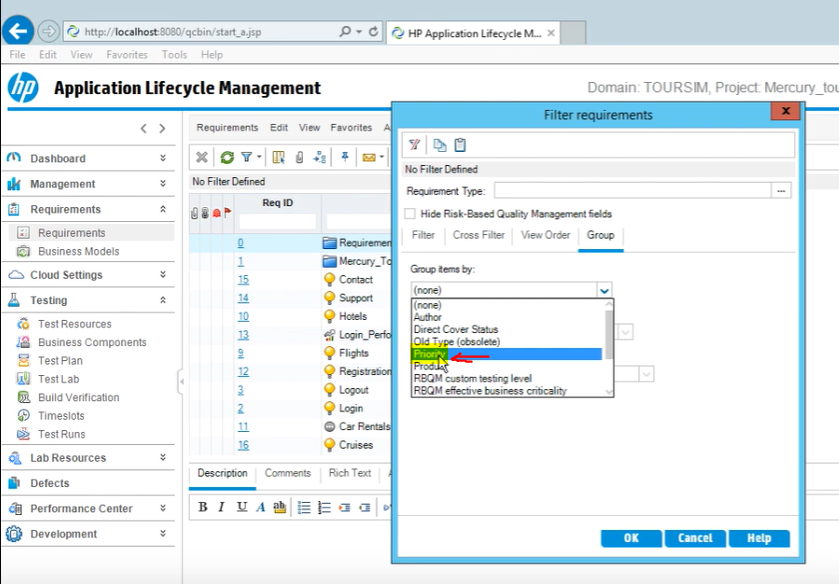 http://localhost:8080/qcbin/start_a.jsp
HP Application Lifecycle M...
File Edit View Favorites Tools Help
hp Application Lifecycle Management
Domain: TOURSIM, Project: Mercury_tou
Dashboard
Management
Requirements
Requirements
Business Models
Cloud Settings
Testing
Test Resources
Business Components
Test Plan
Test Lab
Build Verification
Timeslots
Test Runs
Lab Resources
Defects
Performance Center
Development
Requirements Edit View Favorites A
No Filter Defined
Req ID
0 Requiremen
1 Mercury_To
15 Contact
14 Support
10 Hotels
13 Login_Perfo
9 Flights
12 Registration
3 Logout
2 Login
11 Car Rentals
16 Cruises
Description Comments Rich Text
B I U A ab
Filter requirements
No Filter Defined
Requirement Type: ...
Hide Risk-Based Quality Management fields
Filter Cross Filter View Order Group
Group items by:
(none)
(none)
Author
Direct Cover Status
Old Type (obsolete)
Priority
Product
RBQM custom testing level
RBQM effective business criticality
OK Cancel Help